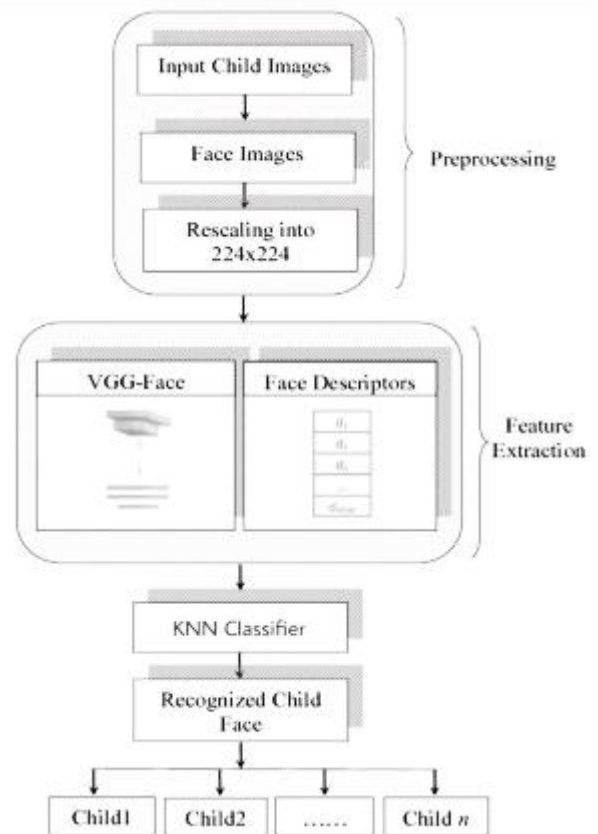 Input Child Images
Face Images
Preprocessing
Rescaling into
224x224
VGG-Face
Face Descriptors
Feature
Extraction
...
KNN Classifier
Recognized Child
Face
Child1
Child2
......
Child n